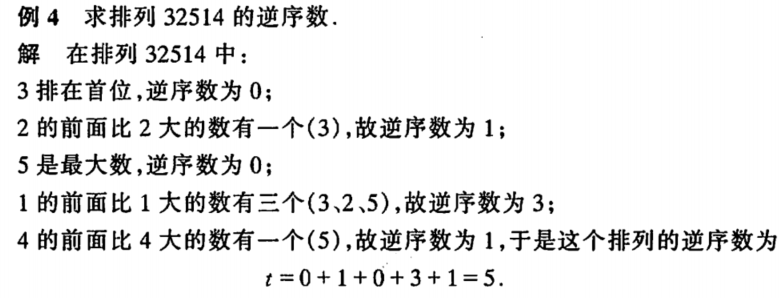 例 4 求排列 32514 的逆序数.
解 在排列 32514 中:
3 排在首位,逆序数为 0;
2 的前面比 2 大的数有一个(3),故逆序数为 1;
5 是最大数,逆序数为 0;
1 的前面比 1 大的数有三个(3、2、5),故逆序数为 3;
4 的前面比 4 大的数有一个(5),故逆序数为 1,于是这个排列的逆序数为
t = 0 + 1 + 0 + 3 + 1 = 5.